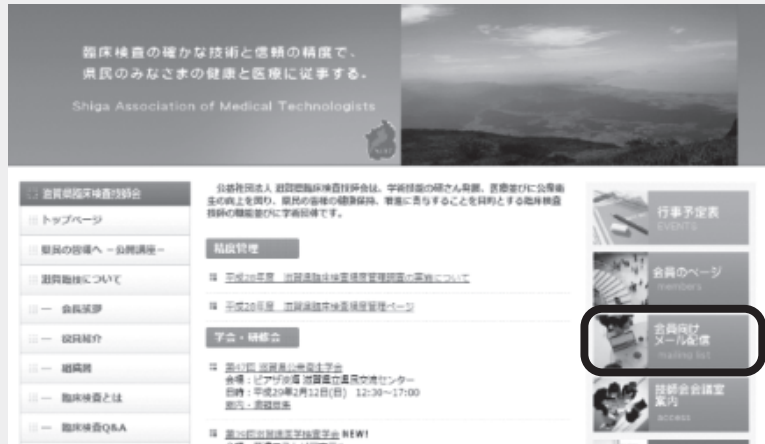 臨床検査の確かな技術と信頼の精度で、
県民のみなさまの健康と医療に従事する。
Shiga Association of Medical Technologists
滋賀県臨床検査技師会
トップページ
県民の皆様へ －公開講座－
滋賀臨技について
― 会長挨拶
― 役員紹介
― 組織図
― 臨床検査とは
― 臨床検査Q&A
公益社団法人 滋賀県臨床検査技師会は、学術技能の研さん発展、医療並びに公衆衛
生の向上を図り、県民の皆様の健康保持、増進に寄与することを目的とする臨床検査
技師の職能並びに学術団体です。
精度管理
平成28年度 滋賀県臨床検査精度管理調査の実施について
平成28年度 滋賀県臨床検査精度管理ページ
学会・研修会
第47回 滋賀県公衆衛生学会
会場：ピアザ淡海 滋賀県立県民交流センター
日時：平成29年2月12日(日) 12:30～17:00
案内・演題募集
NEW!
行事予定表
EVENTS
会員のページ
members
会員向け
メール配信
mailing list
技師会会議室
案内
access